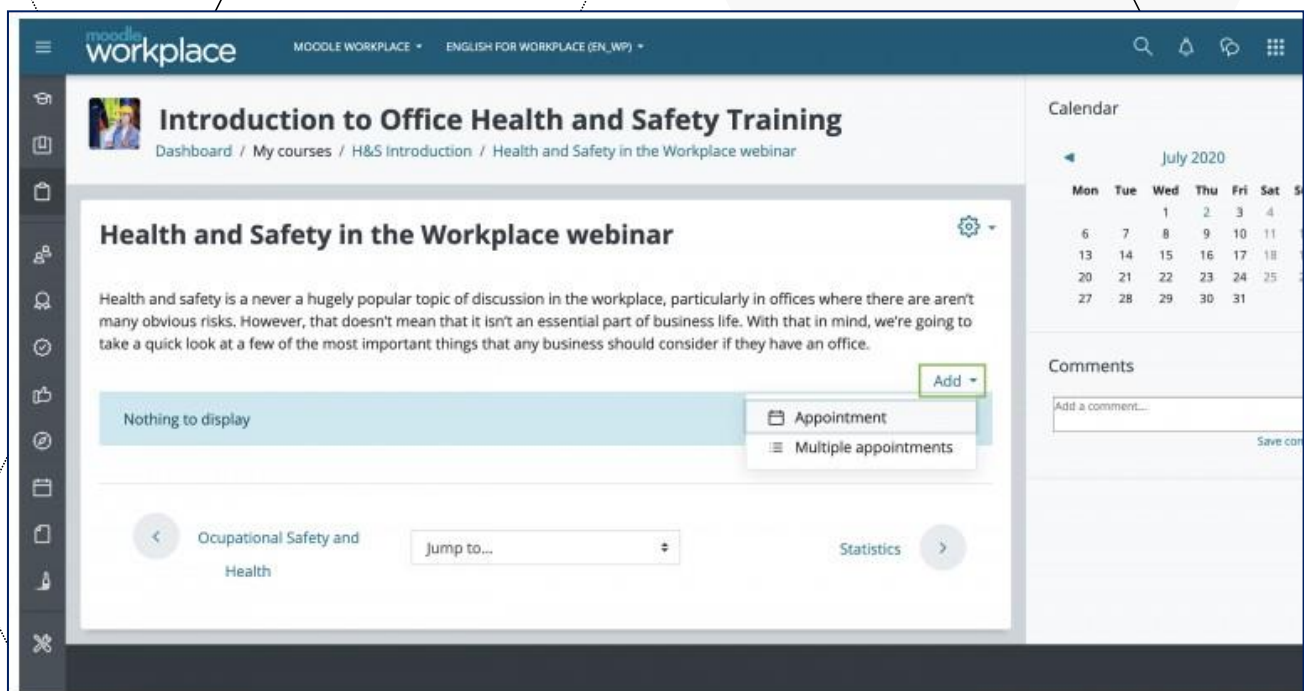 moodle
workplace
MOODLE WORKPLACE
ENGLISH FOR WORKPLACE (EN_WP)
Introduction to Office Health and Safety Training
Dashboard / My courses / H&S Introduction / Health and Safety in the Workplace webinar
Health and Safety in the Workplace webinar
Health and safety is a never a hugely popular topic of discussion in the workplace, particularly in offices where there are aren't
many obvious risks. However, that doesn't mean that it isn't an essential part of business life. With that in mind, we're going to
take a quick look at a few of the most important things that any business should consider if they have an office.
Add
Nothing to display
Appointment
Multiple appointments
Ocupational Safety and
Health
Jump to...
Statistics
Calendar
July 2020
Mon Tue Wed Thu Fri Sat
1 2 3 4
6 7 8 9 10 11
13 14 15 16 17 18
20 21 22 23 24 25
27 28 29 30 31
Comments
Add a comment...
Save